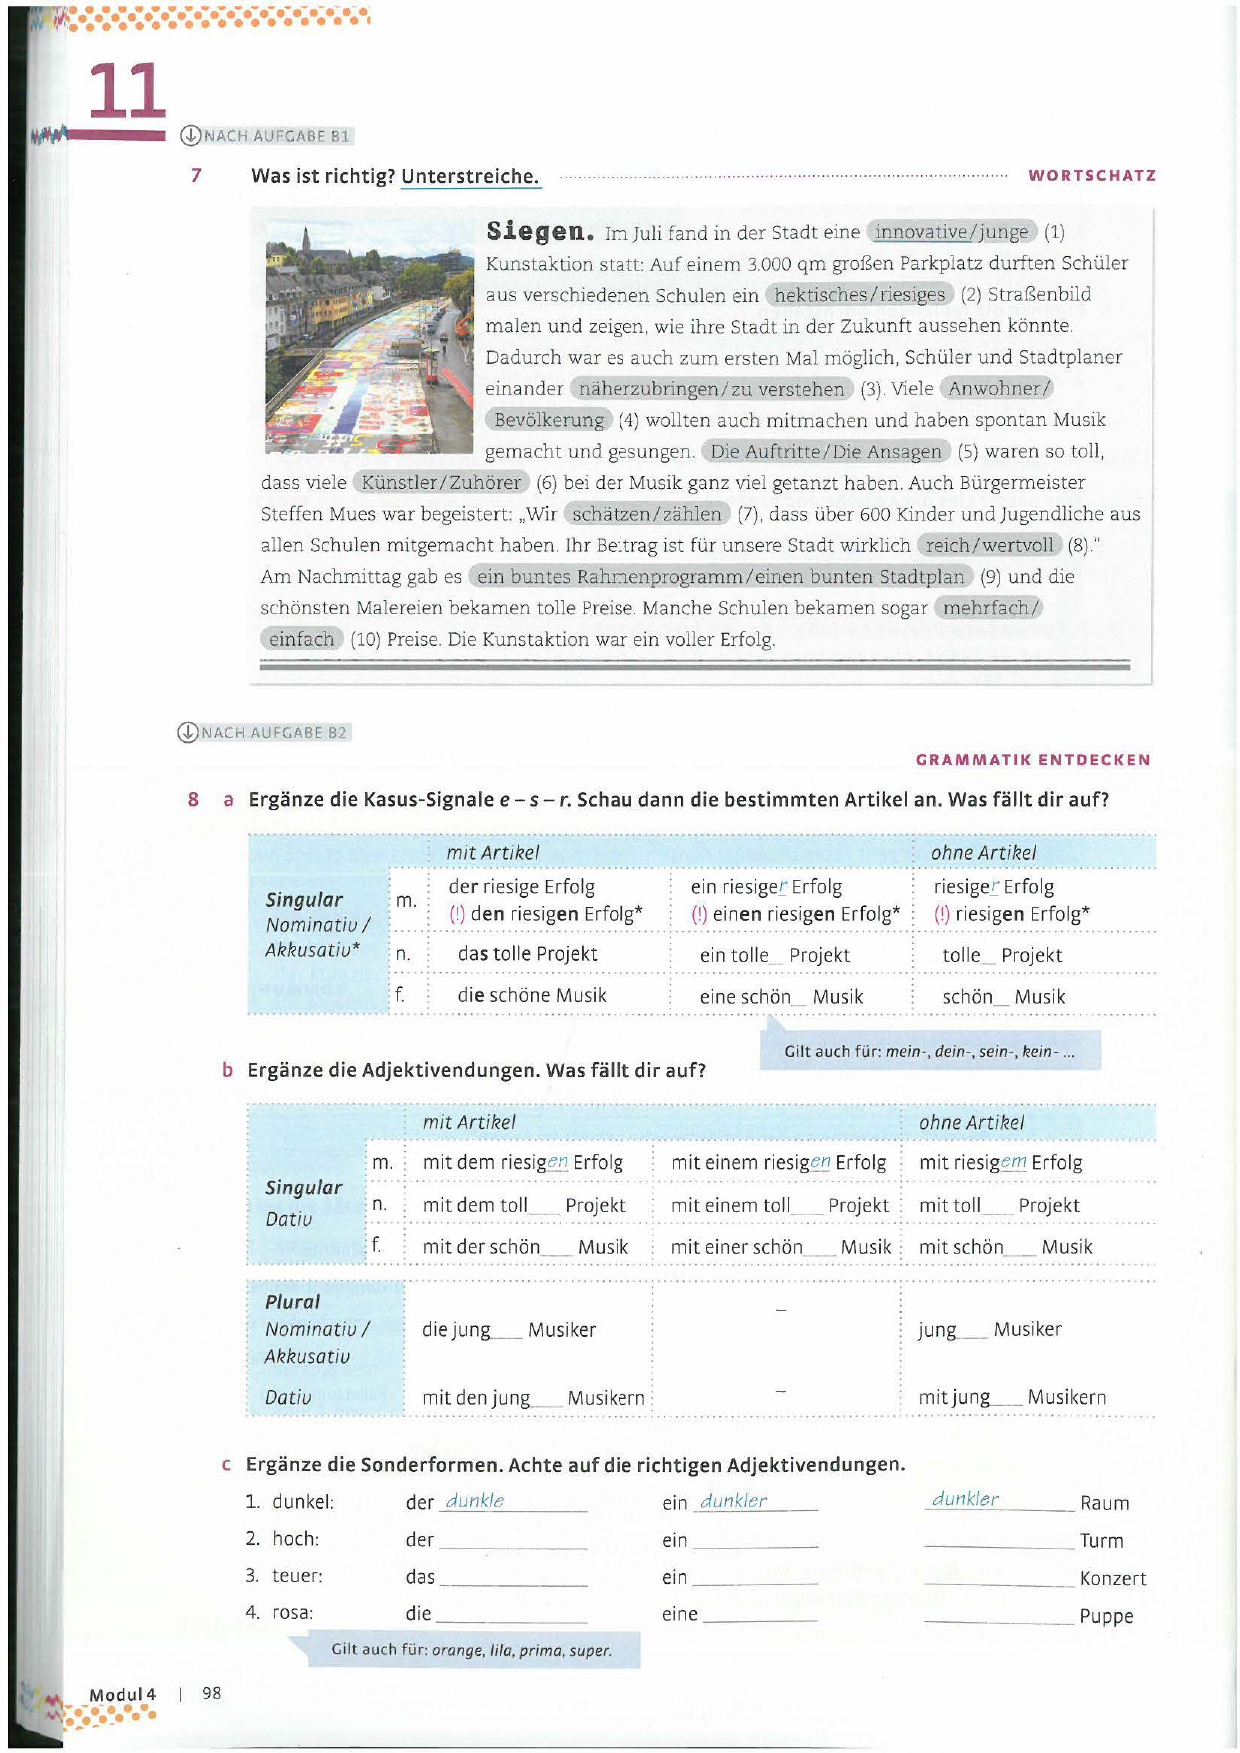 11
NACH AUFGABE B1
7 Was ist richtig? Unterstreiche. WORTSCHATZ
Siegen. Im Juli fand in der Stadt eine innovative/junge (1)
Kunstaktion statt: Auf einem 3.000 qm großen Parkplatz durften Schüler
aus verschiedenen Schulen ein hektisches/riesiges (2) Straßenbild
malen und zeigen, wie ihre Stadt in der Zukunft aussehen könnte.
Dadurch war es auch zum ersten Mal möglich, Schüler und Stadtplaner
einander näherzubringen/zu verstehen (3). Viele Anwohner/
Bevölkerung (4) wollten auch mitmachen und haben spontan Musik
gemacht und gesungen. Die Auftritte/Die Ansagen (5) waren so toll,
dass viele Künstler/Zuhörer (6) bei der Musik ganz viel getanzt haben. Auch Bürgermeister
Steffen Mues war begeistert: „Wir schätzen/zählen (7), dass über 600 Kinder und Jugendliche aus
allen Schulen mitgemacht haben. Ihr Beitrag ist für unsere Stadt wirklich reich/wertvoll (8)."
Am Nachmittag gab es ein buntes Rahmenprogramm/einen bunten Stadtplan (9) und die
schönsten Malereien bekamen tolle Preise. Manche Schulen bekamen sogar mehrfach/
einfach (10) Preise. Die Kunstaktion war ein voller Erfolg.
NACH AUFGABE B2
GRAMMATIK ENTDECKEN
8 a Ergänze die Kasus-Signale e – s – r. Schau dann die bestimmten Artikel an. Was fällt dir auf?
mit Artikel ohne Artikel
Singular Nominativ / Akkusativ*
m. der riesige Erfolg ein riesiger Erfolg riesiger Erfolg
(!) den riesigen Erfolg* (!) einen riesigen Erfolg* (!) riesigen Erfolg*
n. das tolle Projekt ein tolle_ Projekt tolle_ Projekt
f. die schöne Musik eine schön_ Musik schön_ Musik
Gilt auch für: mein-, dein-, sein-, kein- ...
b Ergänze die Adjektivendungen. Was fällt dir auf?
mit Artikel ohne Artikel
Singular Dativ
m. mit dem riesigen Erfolg mit einem riesigen Erfolg mit riesigem Erfolg
n. mit dem toll___ Projekt mit einem toll___ Projekt mit toll___ Projekt
f. mit der schön___ Musik mit einer schön___ Musik mit schön___ Musik
Plural –
Nominativ / die jung___ Musiker jung___ Musiker
Akkusativ
Dativ mit den jung___ Musikern – mit jung___ Musikern
c Ergänze die Sonderformen. Achte auf die richtigen Adjektivendungen.
1. dunkel: der dunkle ein dunkler dunkler Raum
2. hoch: der ___ ein ___ ___ Turm
3. teuer: das ___ ein ___ ___ Konzert
4. rosa: die ___ eine ___ ___ Puppe
Gilt auch für: orange, lila, prima, super.
Modul 4 | 98